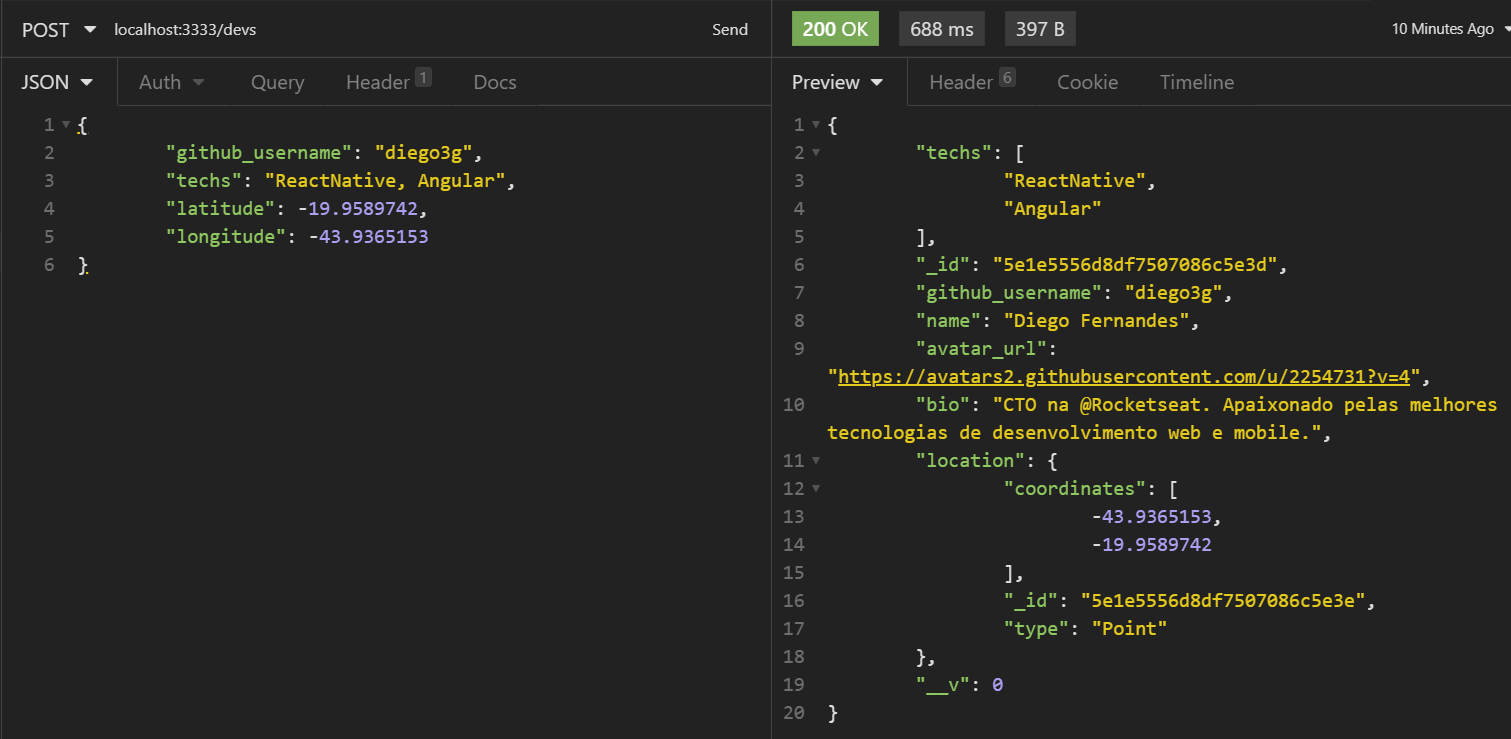 POST localhost:3333/devs Send
JSON Auth Query Header 1 Docs
1 {
2 "github_username": "diego3g",
3 "techs": "ReactNative, Angular",
4 "latitude": -19.9589742,
5 "longitude": -43.9365153
6 }
200 OK 688 ms 397 B 10 Minutes Ago
Preview Header 6 Cookie Timeline
1 {
2 "techs": [
3 "ReactNative",
4 "Angular"
5 ],
6 "_id": "5e1e5556d8df7507086c5e3d",
7 "github_username": "diego3g",
8 "name": "Diego Fernandes",
9 "avatar_url":
"https://avatars2.githubusercontent.com/u/2254731?v=4",
10 "bio": "CTO na @Rocketseat. Apaixonado pelas melhores
tecnologias de desenvolvimento web e mobile.",
11 "location": {
12 "coordinates": [
13 -43.9365153,
14 -19.9589742
15 ],
16 "_id": "5e1e5556d8df7507086c5e3e",
17 "type": "Point"
18 },
19 "__v": 0
20 }